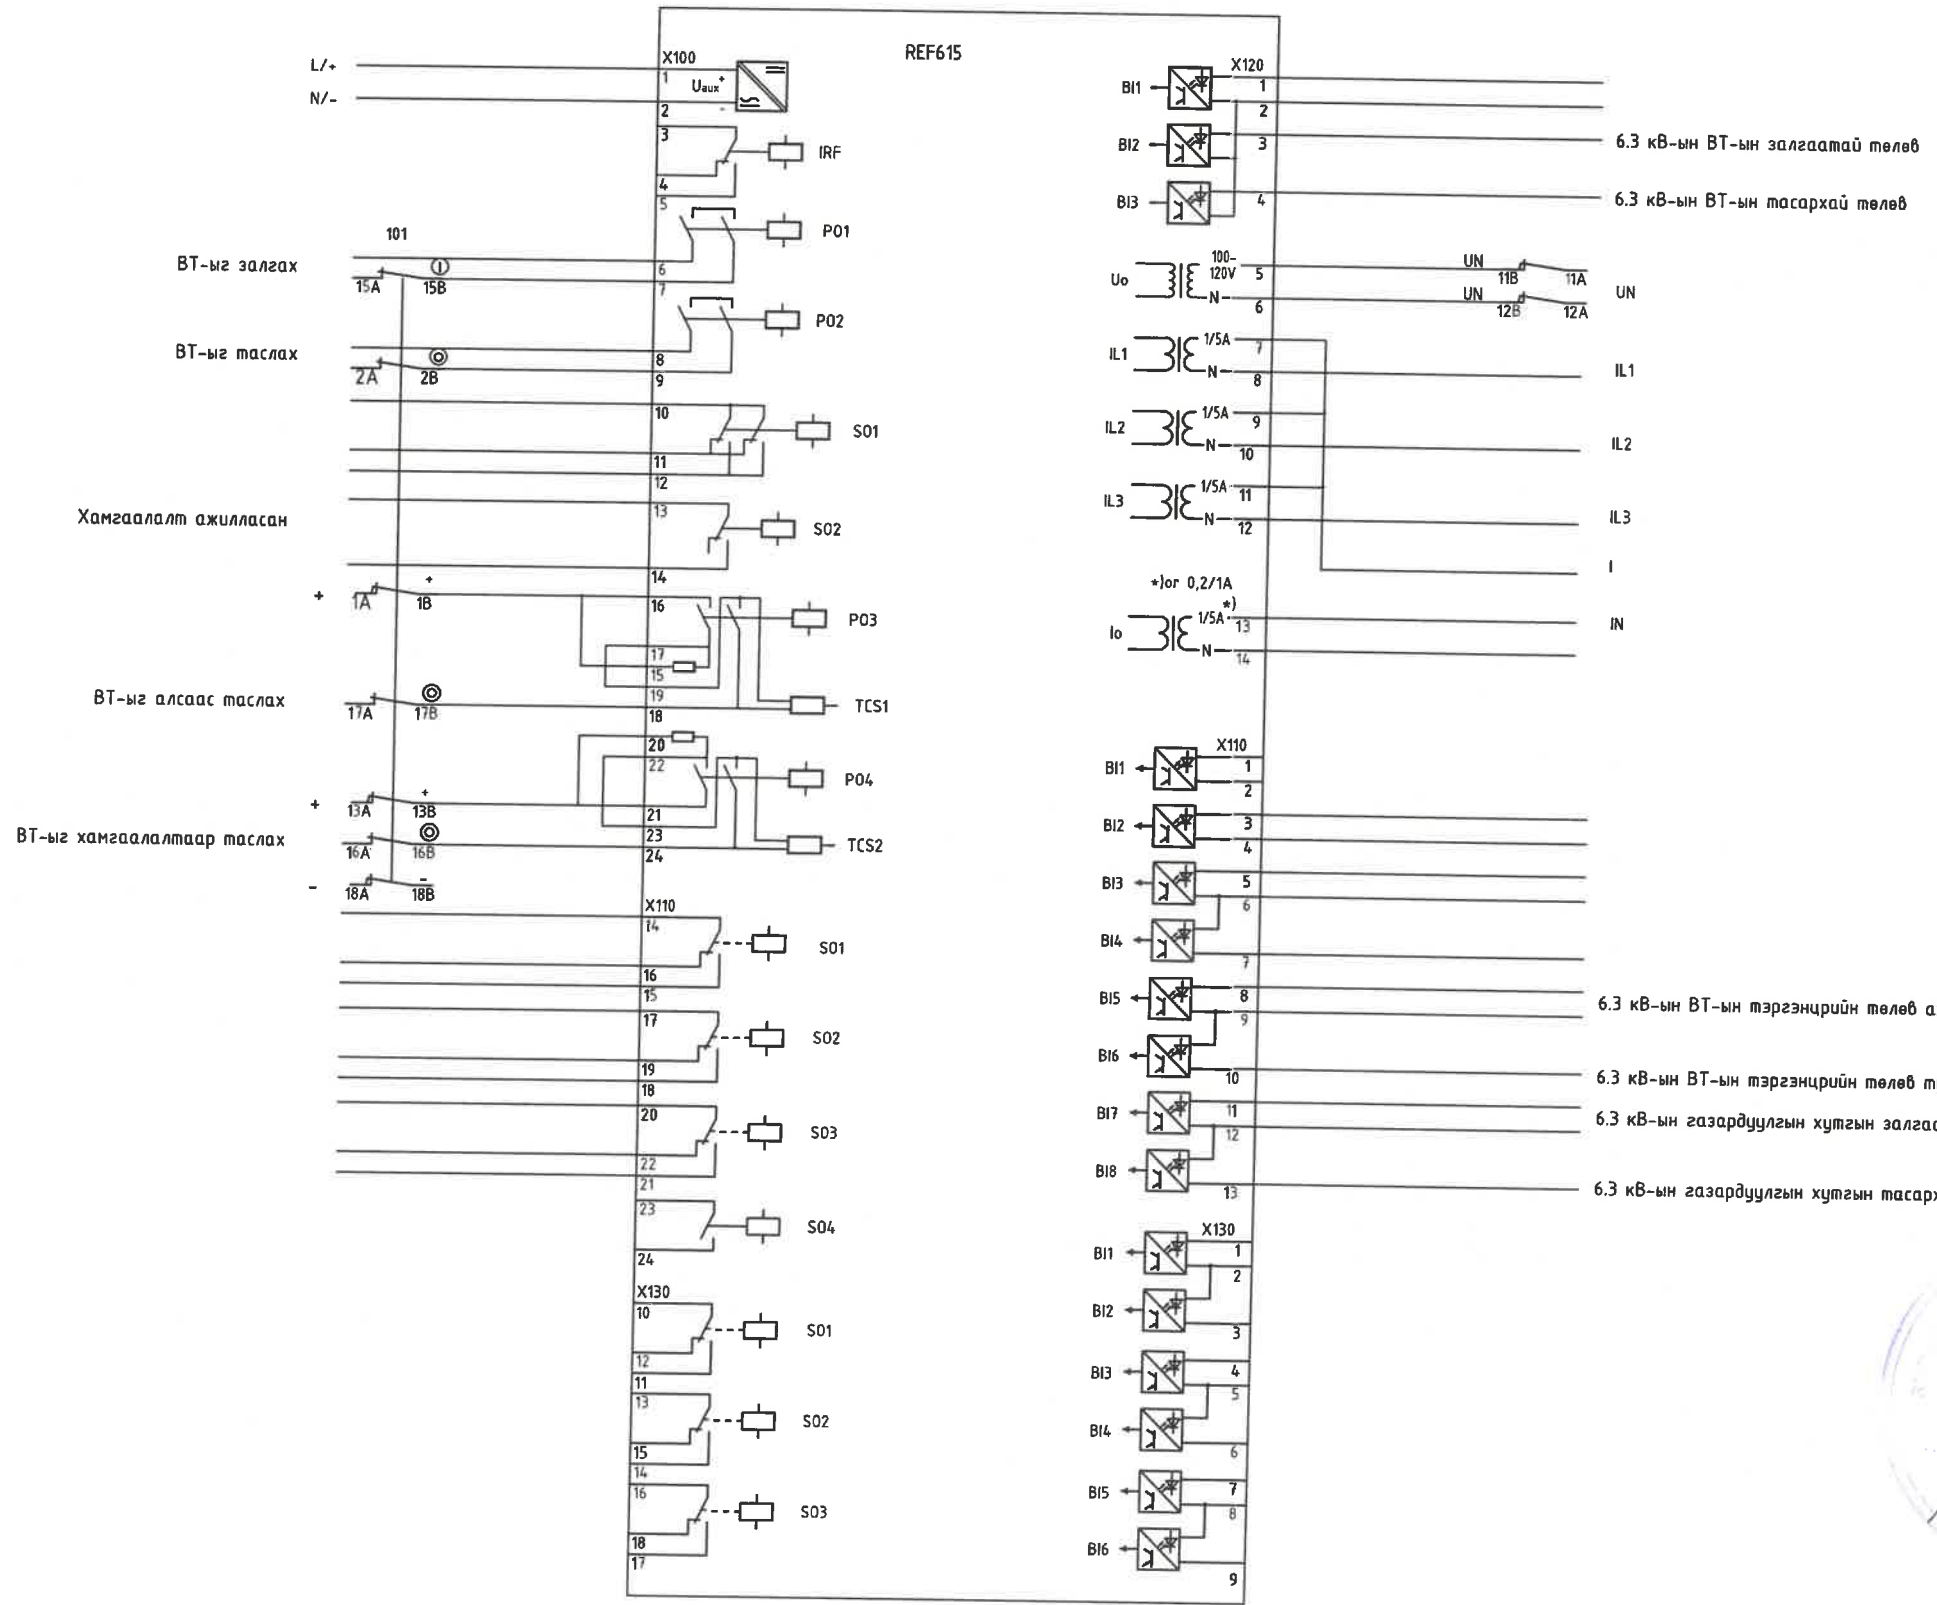 REF615
L/+
N/-
X100
1
Uaux+
2
3
IRF
4
5
101
PO1
ВТ-ыг залгах
6
15A
15B
7
PO2
ВТ-ыг таслах
8
2A
2B
9
10
SO1
11
12
Хамгаалалт ажилласан
13
SO2
14
+
1A
+
1B
16
PO3
17
15
19
ВТ-ыг алсаас таслах
17A
17B
18
TCS1
20
22
PO4
+
13A
+
13B
21
23
ВТ-ыг хамгаалалтаар таслах
16A
16B
24
TCS2
-
18A
-
18B
X110
14
SO1
16
15
17
SO2
19
18
20
SO3
22
21
23
SO4
24
X130
10
SO1
12
11
13
SO2
15
14
16
SO3
18
17
X120
BI1
1
2
BI2
3
6.3 кВ-ын ВТ-ын залгаатай төлөв
BI3
4
6.3 кВ-ын ВТ-ын тасархай төлөв
Uo
100-
120V
5
UN
11B
11A
UN
N
6
UN
12B
12A
IL1
1/5A
7
N
8
IL1
IL2
1/5A
9
N
10
IL2
IL3
1/5A
11
N
12
IL3
I
*)or 0,2/1A
Io
1/5A
*)
13
IN
N
14
X110
BI1
1
2
BI2
3
4
BI3
5
6
BI4
7
BI5
8
6.3 кВ-ын ВТ-ын тэргэнцрийн төлөв а
9
BI6
10
6.3 кВ-ын ВТ-ын тэргэнцрийн төлөв т
BI7
11
6.3 кВ-ын газардуулгын хутгын залгаа
12
BI8
13
6.3 кВ-ын газардуулгын хутгын тасарх
X130
BI1
1
2
BI2
3
BI3
4
5
BI4
6
BI5
7
8
BI6
9